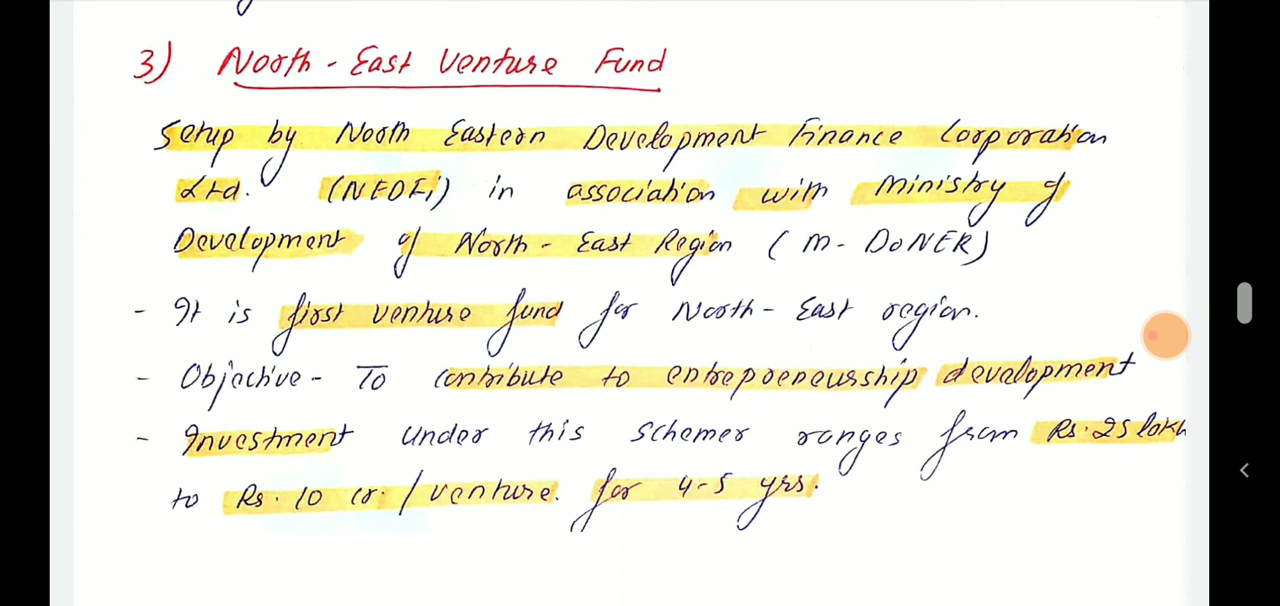 3) North-East Venture Fund
Setup by North Eastern Development Finance Corporation
Ltd. (NEDFi) in association with Ministry of
Development of North-East Region (M-DoNER)
- It is first venture fund for North-East region.
- Objective - To contribute to entrepreneurship development
- Investment under this schemes ranges from Rs. 25 lakh
to Rs. 10 cr. / venture. for 4-5 yrs.